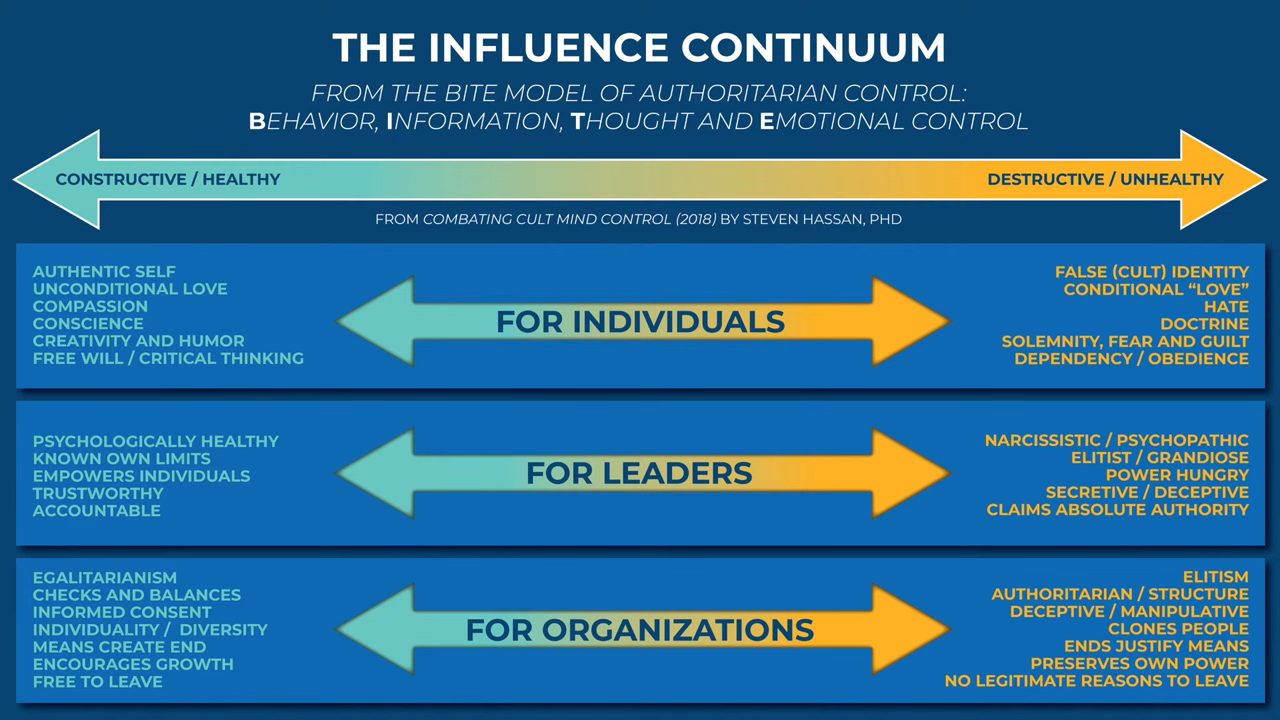 THE INFLUENCE CONTINUUM
FROM THE BITE MODEL OF AUTHORITARIAN CONTROL:
BEHAVIOR, INFORMATION, THOUGHT AND EMOTIONAL CONTROL
CONSTRUCTIVE / HEALTHY
DESTRUCTIVE / UNHEALTHY
FROM COMBATING CULT MIND CONTROL (2018) BY STEVEN HASSAN, PHD
AUTHENTIC SELF
UNCONDITIONAL LOVE
COMPASSION
CONSCIENCE
CREATIVITY AND HUMOR
FREE WILL / CRITICAL THINKING
FOR INDIVIDUALS
FALSE (CULT) IDENTITY
CONDITIONAL “LOVE”
HATE
DOCTRINE
SOLEMNITY, FEAR AND GUILT
DEPENDENCY / OBEDIENCE
PSYCHOLOGICALLY HEALTHY
KNOWN OWN LIMITS
EMPOWERS INDIVIDUALS
TRUSTWORTHY
ACCOUNTABLE
FOR LEADERS
NARCISSISTIC / PSYCHOPATHIC
ELITIST / GRANDIOSE
POWER HUNGRY
SECRETIVE / DECEPTIVE
CLAIMS ABSOLUTE AUTHORITY
EGALITARIANISM
CHECKS AND BALANCES
INFORMED CONSENT
INDIVIDUALITY / DIVERSITY
MEANS CREATE END
ENCOURAGES GROWTH
FREE TO LEAVE
FOR ORGANIZATIONS
ELITISM
AUTHORITARIAN / STRUCTURE
DECEPTIVE / MANIPULATIVE
CLONES PEOPLE
ENDS JUSTIFY MEANS
PRESERVES OWN POWER
NO LEGITIMATE REASONS TO LEAVE